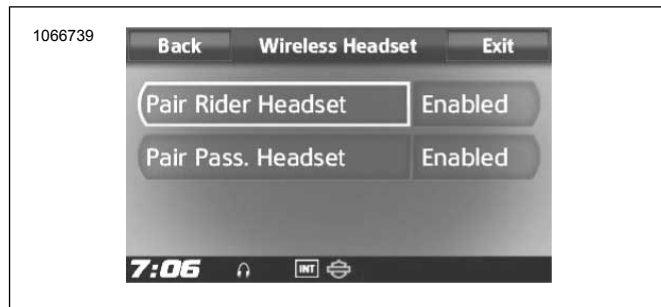 1066739
Back Wireless Headset Exit
Pair Rider Headset Enabled
Pair Pass. Headset Enabled
7:06 INT